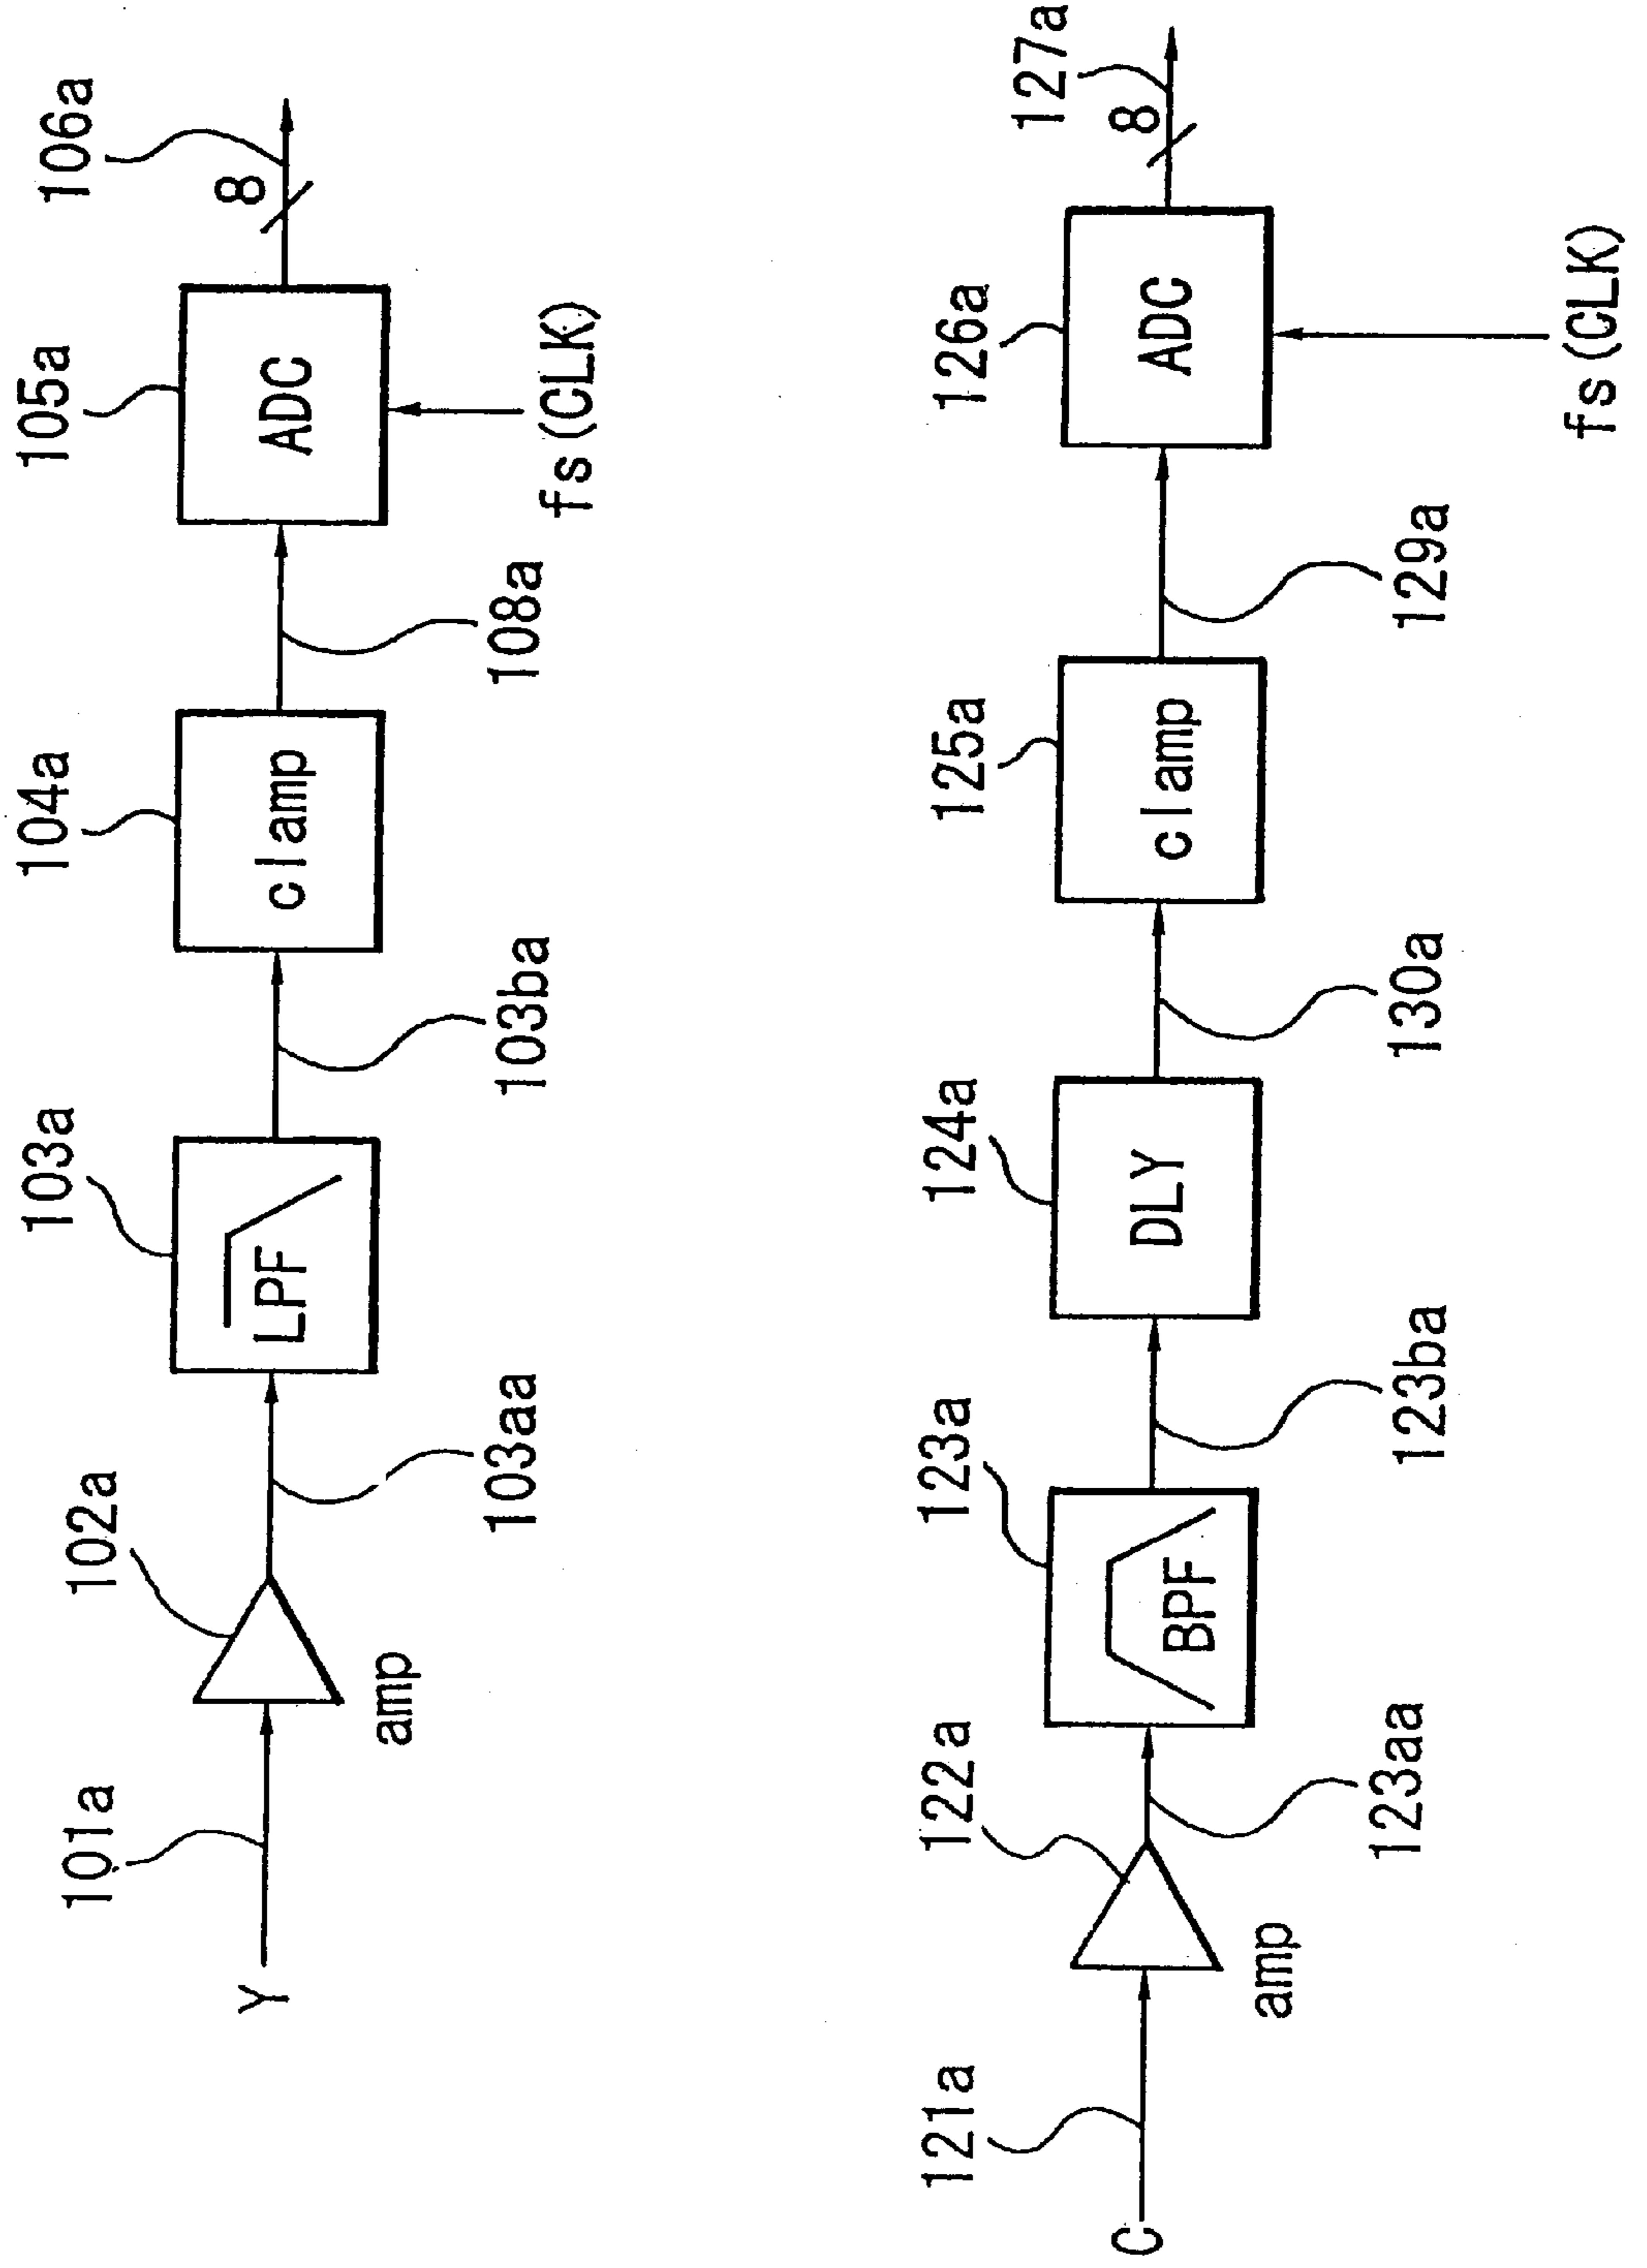 101a
102a
103a
104a
105a
106a
Y
amp
LPF
clamp
ADC
8
103aa
103ba
108a
fs(CLK)
121a
122a
123a
124a
125a
126a
127a
C
amp
BPF
DLY
clamp
ADC
8
123aa
123ba
130a
129a
fs(CLK)